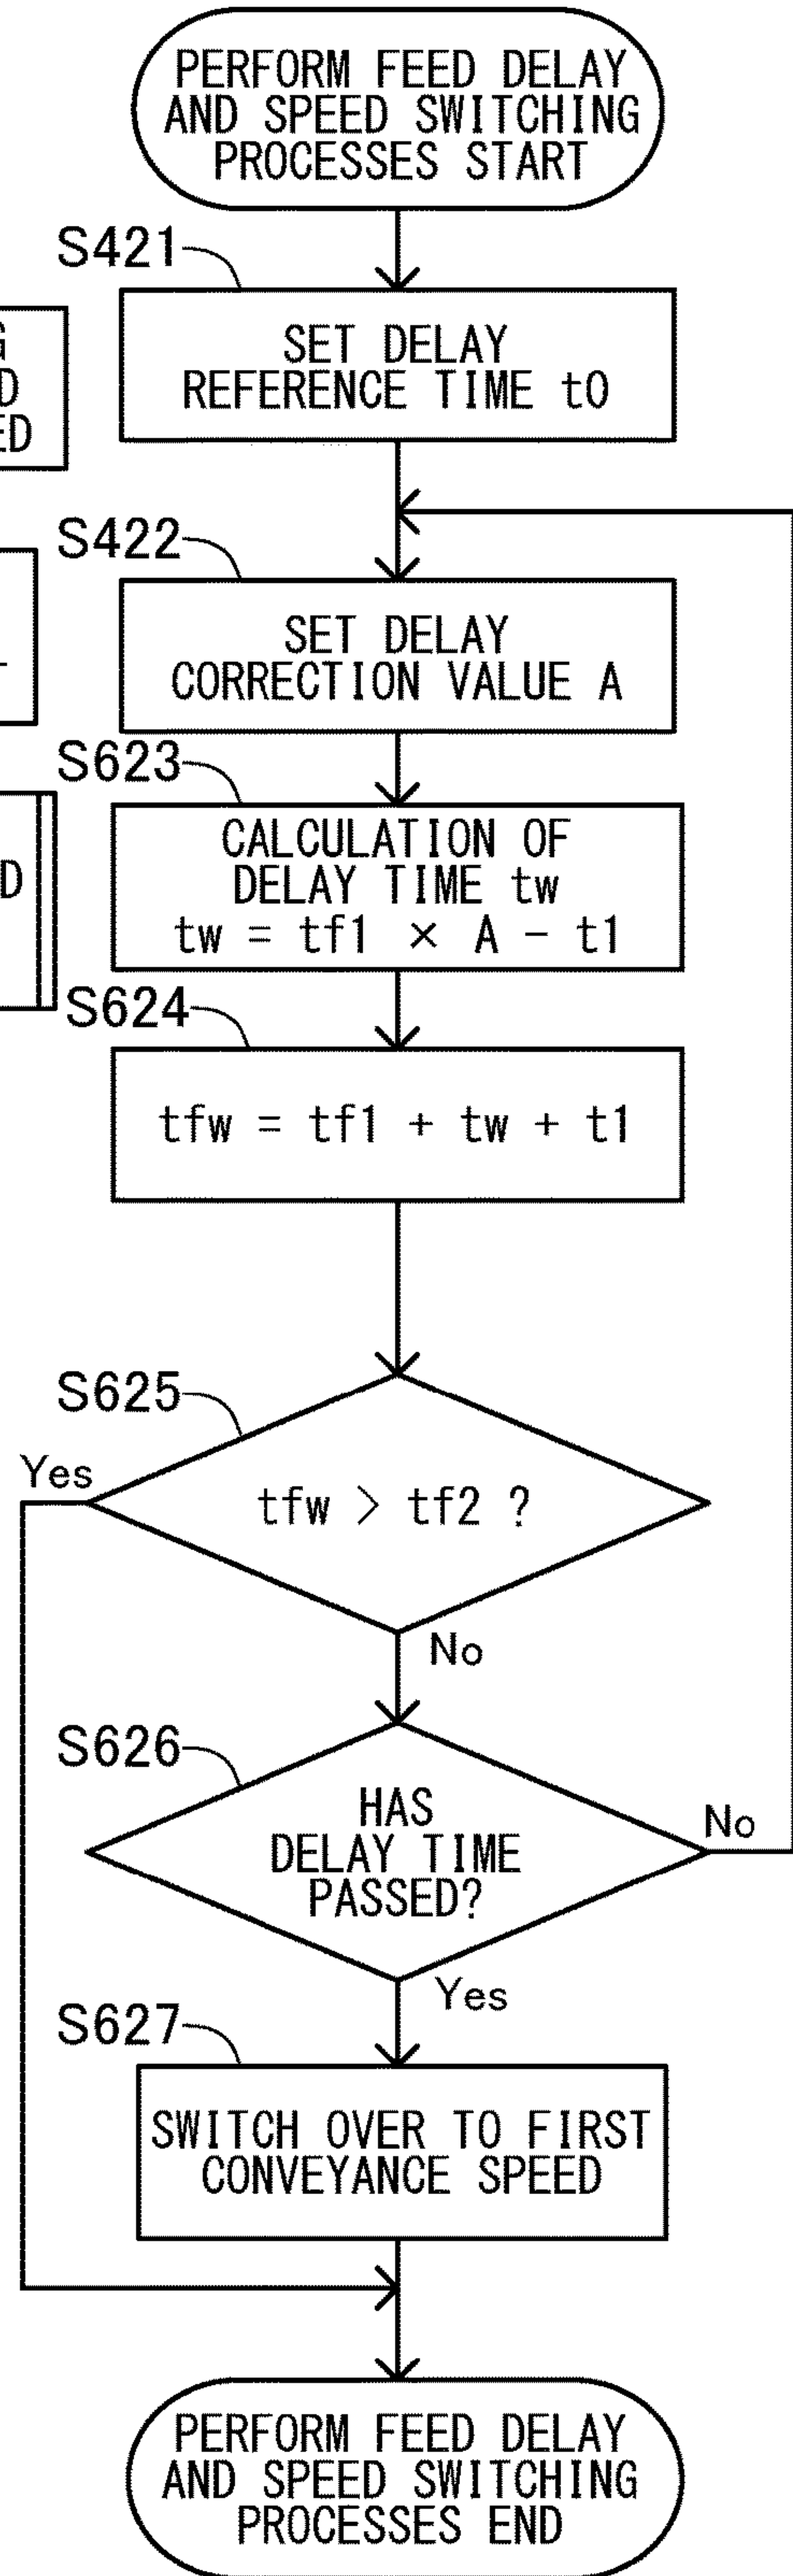 PERFORM FEED DELAY
AND SPEED SWITCHING
PROCESSES START
S421
SET DELAY
REFERENCE TIME t0
S422
SET DELAY
CORRECTION VALUE A
S623
CALCULATION OF
DELAY TIME tw
tw = tf1 × A - t1
S624
tfw = tf1 + tw + t1
S625
Yes
tfw > tf2 ?
No
S626
HAS
DELAY TIME
PASSED?
No
Yes
S627
SWITCH OVER TO FIRST
CONVEYANCE SPEED
PERFORM FEED DELAY
AND SPEED SWITCHING
PROCESSES END